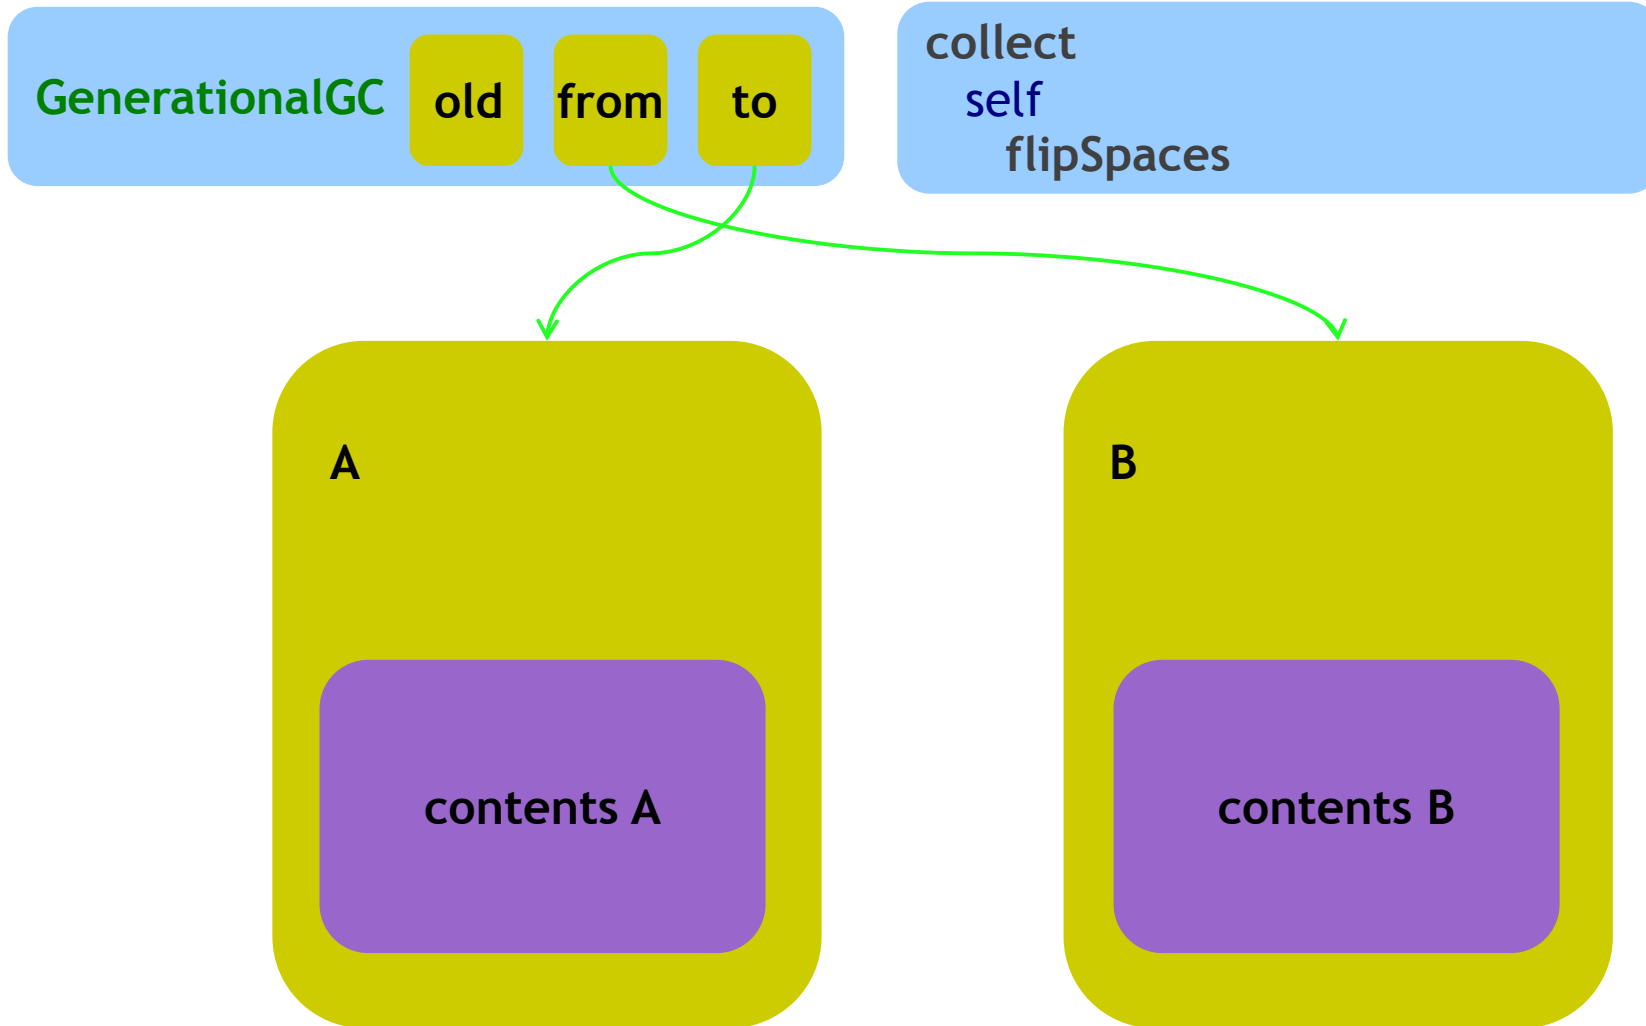 GenerationalGC old from to
collect
self
flipSpaces
A
B
contents A
contents B